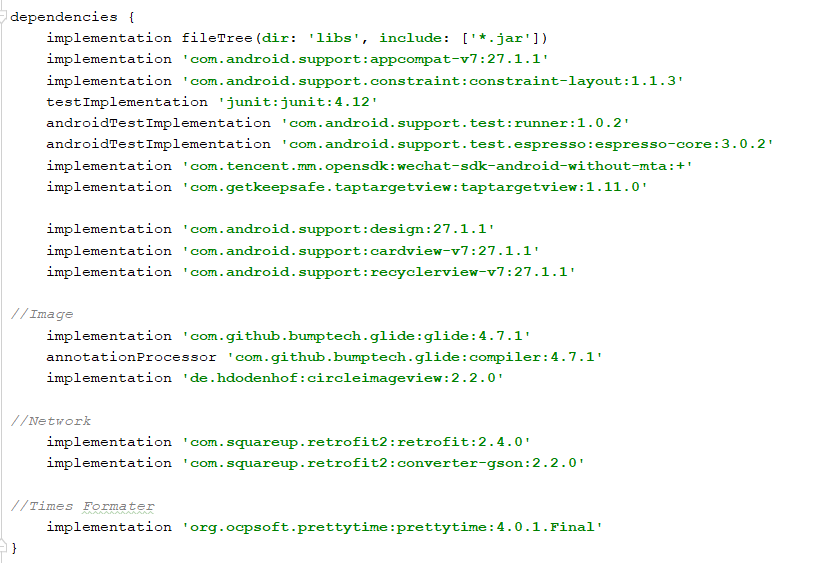 dependencies {
    implementation fileTree(dir: 'libs', include: ['*.jar'])
    implementation 'com.android.support:appcompat-v7:27.1.1'
    implementation 'com.android.support.constraint:constraint-layout:1.1.3'
    testImplementation 'junit:junit:4.12'
    androidTestImplementation 'com.android.support.test:runner:1.0.2'
    androidTestImplementation 'com.android.support.test.espresso:espresso-core:3.0.2'
    implementation 'com.tencent.mm.opensdk:wechat-sdk-android-without-mta:+'
    implementation 'com.getkeepsafe.taptargetview:taptargetview:1.11.0'

    implementation 'com.android.support:design:27.1.1'
    implementation 'com.android.support:cardview-v7:27.1.1'
    implementation 'com.android.support:recyclerview-v7:27.1.1'

//Image
    implementation 'com.github.bumptech.glide:glide:4.7.1'
    annotationProcessor 'com.github.bumptech.glide:compiler:4.7.1'
    implementation 'de.hdodenhof:circleimageview:2.2.0'

//Network
    implementation 'com.squareup.retrofit2:retrofit:2.4.0'
    implementation 'com.squareup.retrofit2:converter-gson:2.2.0'

//Times Formater
    implementation 'org.ocpsoft.prettytime:prettytime:4.0.1.Final'
}